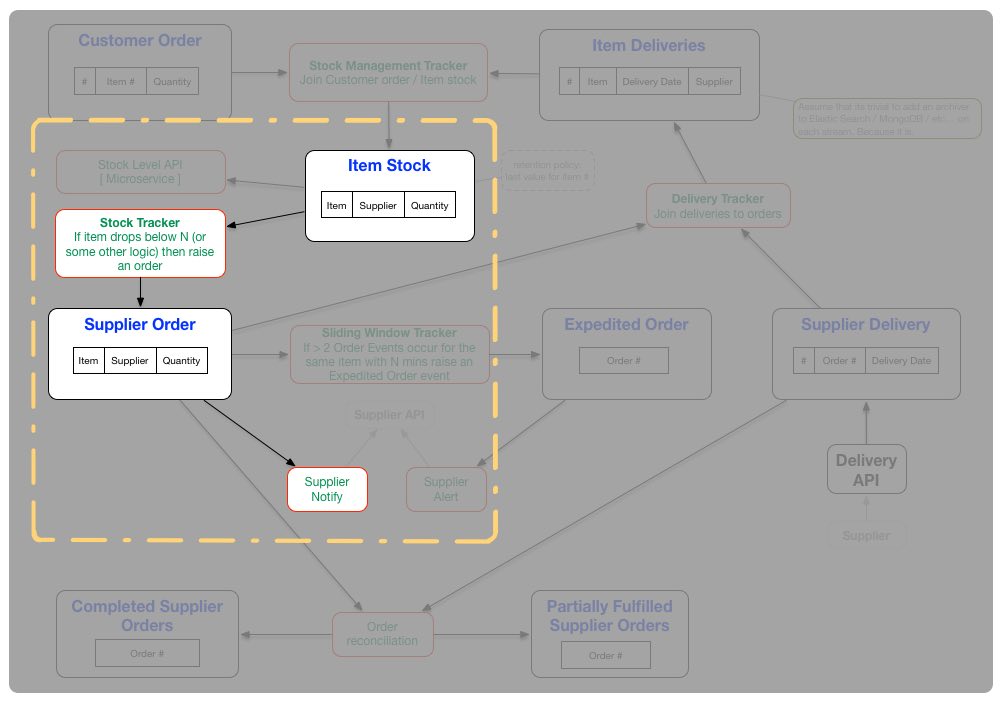 Customer Order
# Item # Quantity
Stock Management Tracker
Join Customer order / Item stock
Item Deliveries
# Item Delivery Date Supplier
Assume that its trivial to add an archiver
to Elastic Search / MongoDB / etc... on
each stream. Because it is.
Stock Level API
[ Microservice ]
Item Stock
Item Supplier Quantity
retention policy:
last value for item #
Delivery Tracker
Join deliveries to orders
Stock Tracker
If item drops below N (or
some other logic) then raise
an order
Supplier Order
Item Supplier Quantity
Sliding Window Tracker
If > 2 Order Events occur for the
same item with N mins raise an
Expedited Order event
Expedited Order
Order #
Supplier Delivery
# Order # Delivery Date
Supplier API
Supplier
Notify
Supplier
Alert
Delivery
API
Supplier
Completed Supplier
Orders
Order #
Order
reconciliation
Partially Fulfilled
Supplier Orders
Order #